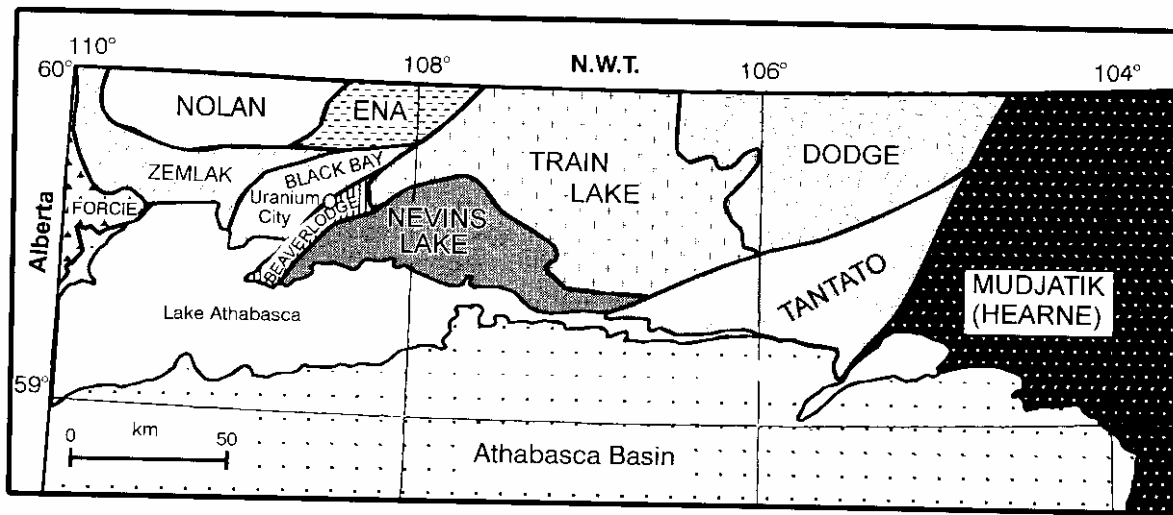 110°
60°
108°
N.W.T.
106°
104°
NOLAN
ENA
ZEMLAK
BLACK BAY
TRAIN
LAKE
DODGE
Alberta
FORCIE
Uranium
City
BEAVERLODGE
NEVINS
LAKE
TANTATO
MUDJATIK
(HEARNE)
Lake Athabasca
59°
0 km 50
Athabasca Basin